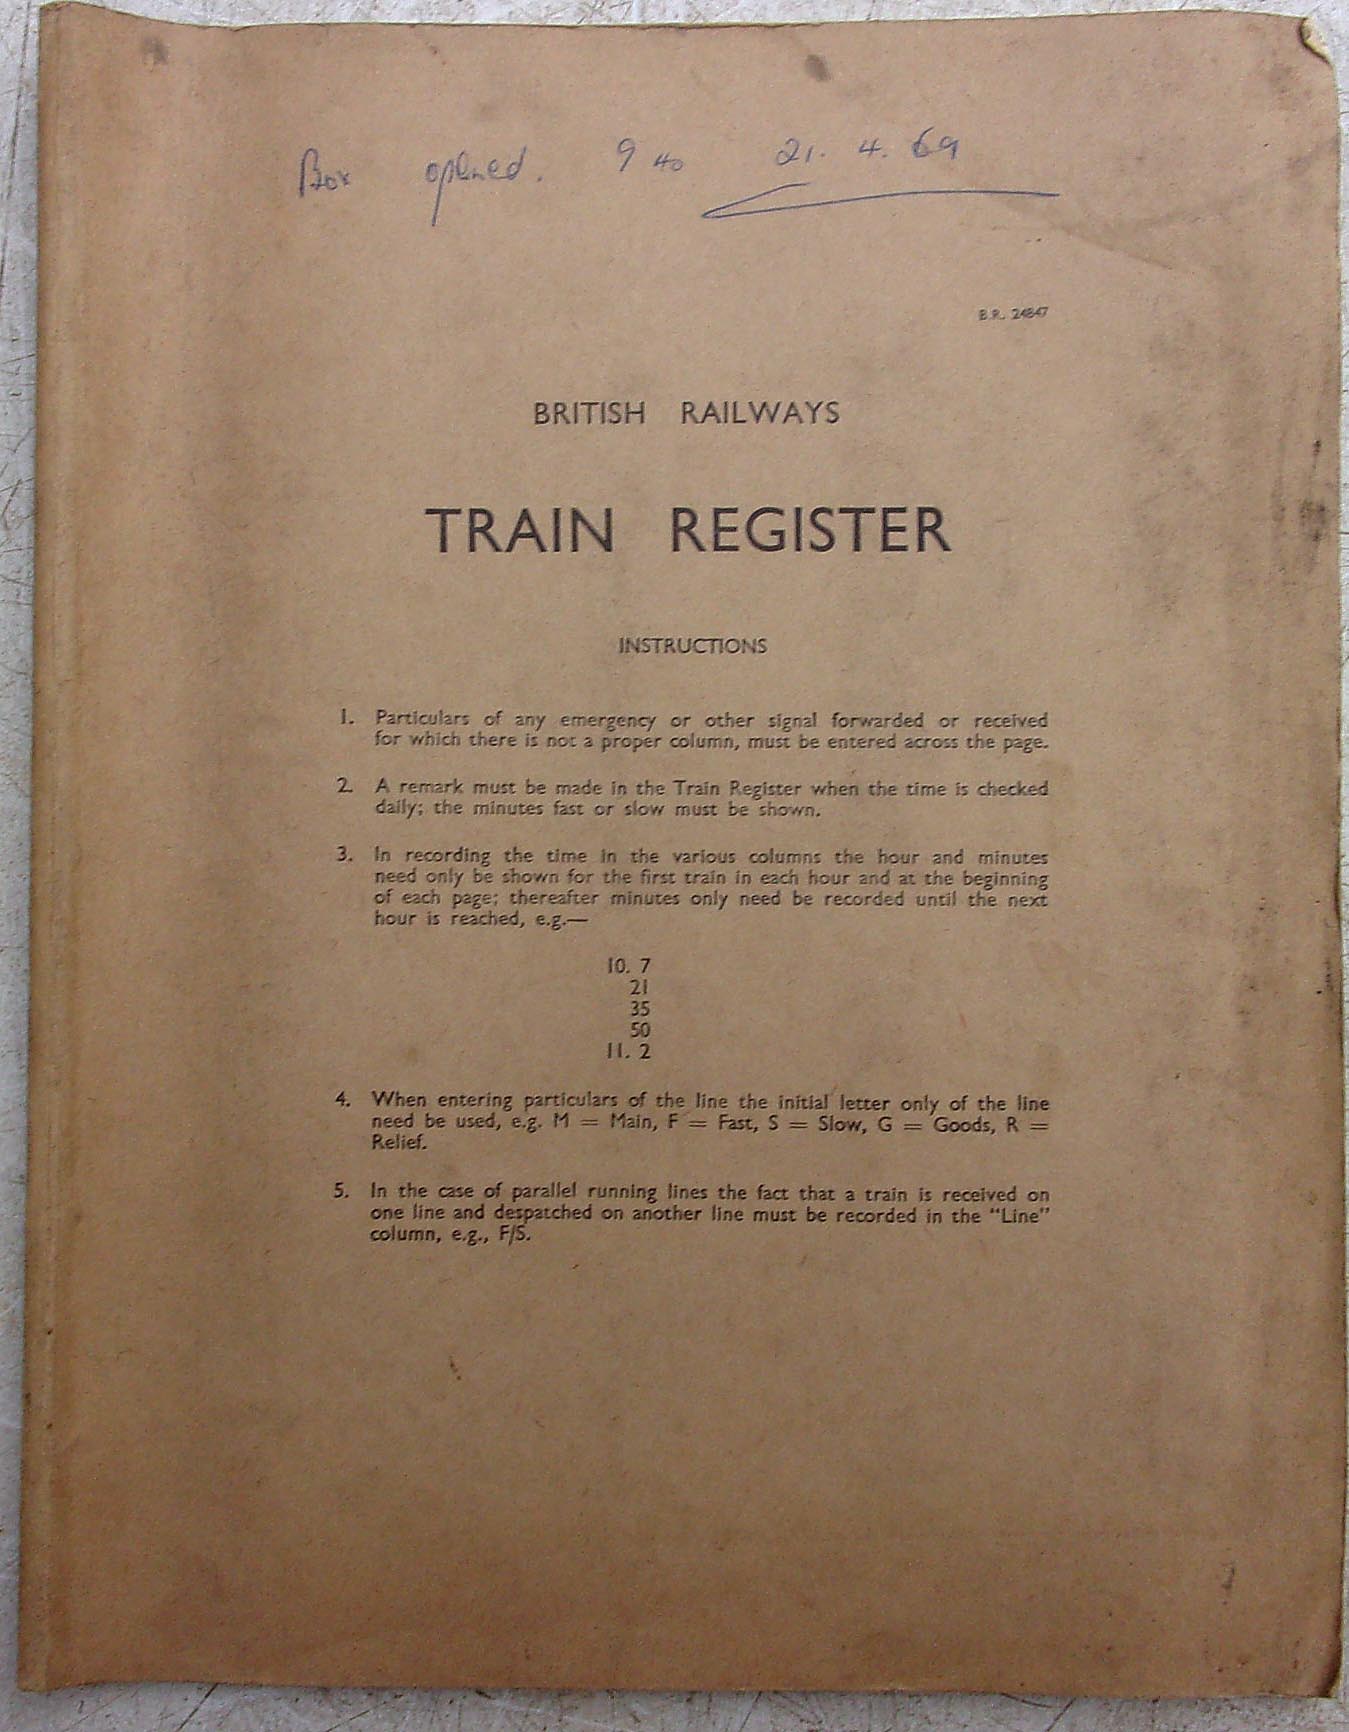 Box opened. 9 40 21. 4. 69
B.R. 24847
BRITISH RAILWAYS
TRAIN REGISTER
INSTRUCTIONS
1. Particulars of any emergency or other signal forwarded or received
for which there is not a proper column, must be entered across the page.
2. A remark must be made in the Train Register when the time is checked
daily; the minutes fast or slow must be shown.
3. In recording the time in the various columns the hour and minutes
need only be shown for the first train in each hour and at the beginning
of each page; thereafter minutes only need be recorded until the next
hour is reached, e.g.—
10. 7
21
35
50
11. 2
4. When entering particulars of the line the initial letter only of the line
need be used, e.g. M = Main, F = Fast, S = Slow, G = Goods, R =
Relief.
5. In the case of parallel running lines the fact that a train is received on
one line and despatched on another line must be recorded in the "Line"
column, e.g., F/S.